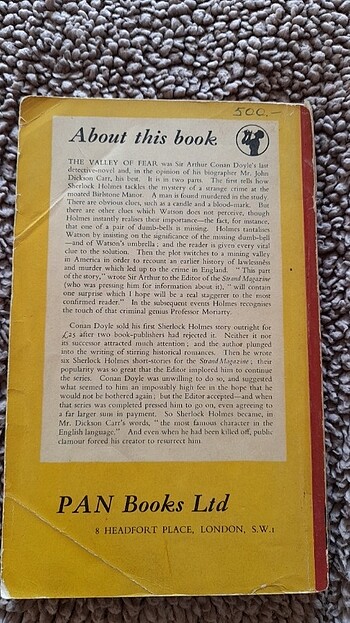 500.-
About this book
THE VALLEY OF FEAR was Sir Arthur Conan Doyle's last
detective-novel and, in the opinion of his biographer Mr. John
Dickson Carr, his best. It is in two parts. The first tells how
Sherlock Holmes tackles the mystery of a strange crime at the
moated Birlstone Manor. A man is found murdered in the study.
There are obvious clues, such as a candle and a blood-mark. But
there are other clues which Watson does not perceive, though
Holmes instantly realises their importance—the fact, for instance,
that one of a pair of dumb-bells is missing. Holmes tantalises
Watson by insisting on the significance of the missing dumb-bell
—and of Watson's umbrella; and the reader is given every vital
clue to the solution. Then the plot switches to a mining valley
in America in order to recount an earlier history of lawlessness
and murder which led up to the crime in England. "This part
of the story," wrote Sir Arthur to the Editor of the Strand Magazine
(who was pressing him for information about it), "will contain
one surprise which I hope will be a real staggerer to the most
confirmed reader." In the subsequent events Holmes recognises
the touch of that criminal genius Professor Moriarty.
Conan Doyle sold his first Sherlock Holmes story outright for
£25 after two book-publishers had rejected it. Neither it nor
its successor attracted much attention; and the author plunged
into the writing of stirring historical romances. Then he wrote
six Sherlock Holmes short-stories for the Strand Magazine; their
popularity was so great that the Editor implored him to continue
the series. Conan Doyle was unwilling to do so, and suggested
what seemed to him an impossibly high fee in the hope that he
would not be bothered again; but the Editor accepted—and when
that series was completed pressed him to go on, even agreeing to
a far larger sum in payment. So Sherlock Holmes became, in
Mr. Dickson Carr's words, "the most famous character in the
English language." And even when he had been killed off, public
clamour forced his creator to resurrect him.
PAN Books Ltd
8 HEADFORT PLACE, LONDON, S.W.1